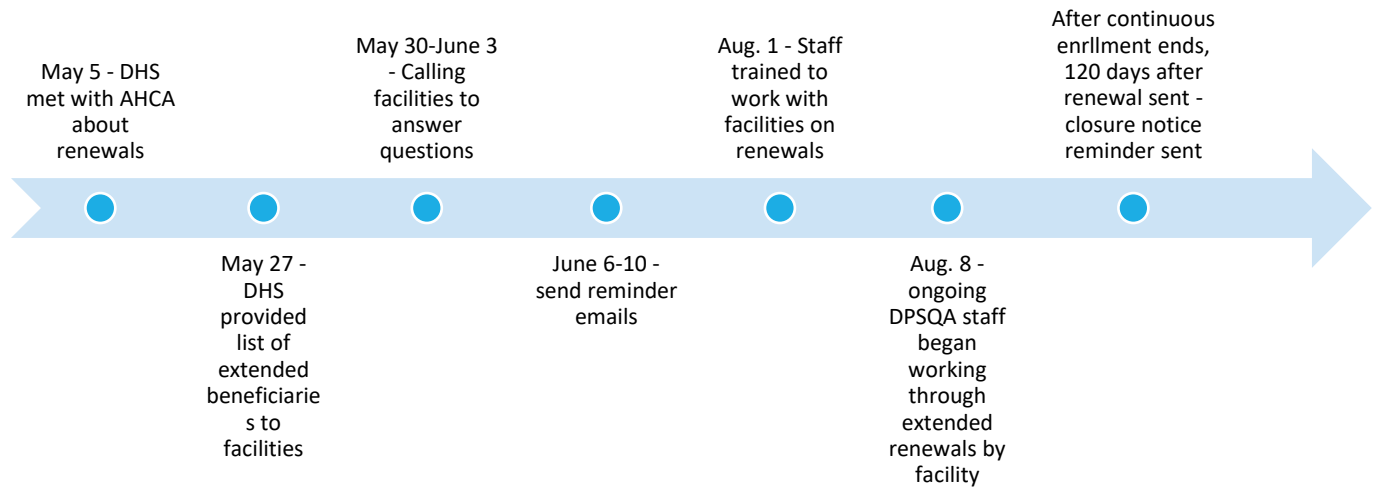 May 5 - DHS
met with AHCA
about
renewals
May 27 -
DHS
provided
list of
extended
beneficiarie
s to
facilities
May 30-June 3
- Calling
facilities to
answer
questions
June 6-10 -
send reminder
emails
Aug. 1 - Staff
trained to
work with
facilities on
renewals
Aug. 8 -
ongoing
DPSQA staff
began
working
through
extended
renewals by
facility
After continuous
enrllment ends,
120 days after
renewal sent -
closure notice
reminder sent